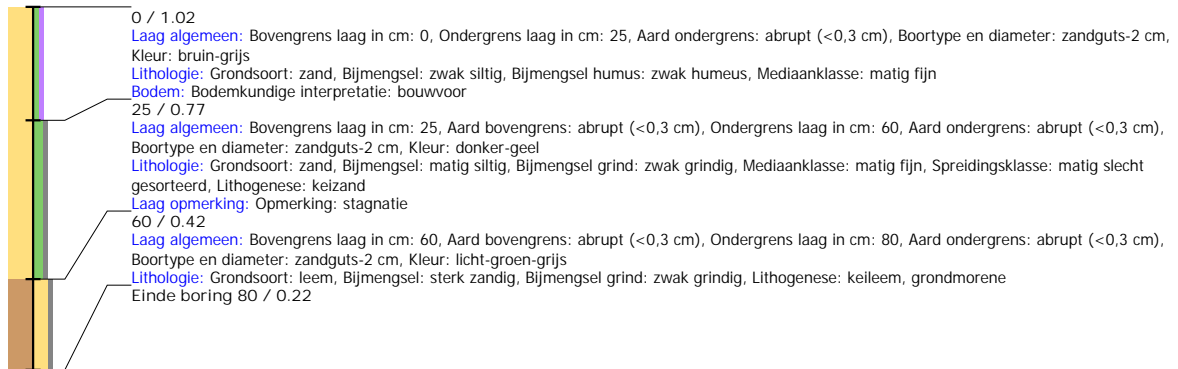 0 / 1.02
Laag algemeen: Bovengrens laag in cm: 0, Ondergrens laag in cm: 25, Aard ondergrens: abrupt (<0,3 cm), Boortype en diameter: zandguts-2 cm,
Kleur: bruin-grijs
Lithologie: Grondsoort: zand, Bijmengsel: zwak siltig, Bijmengsel humus: zwak humeus, Mediaanklasse: matig fijn
Bodem: Bodemkundige interpretatie: bouwvoor
25 / 0.77
Laag algemeen: Bovengrens laag in cm: 25, Aard bovengrens: abrupt (<0,3 cm), Ondergrens laag in cm: 60, Aard ondergrens: abrupt (<0,3 cm),
Boortype en diameter: zandguts-2 cm, Kleur: donker-geel
Lithologie: Grondsoort: zand, Bijmengsel: matig siltig, Bijmengsel grind: zwak grindig, Mediaanklasse: matig fijn, Spreidingsklasse: matig slecht
gesorteerd, Lithogenese: keizand
Laag opmerking: Opmerking: stagnatie
60 / 0.42
Laag algemeen: Bovengrens laag in cm: 60, Aard bovengrens: abrupt (<0,3 cm), Ondergrens laag in cm: 80, Aard ondergrens: abrupt (<0,3 cm),
Boortype en diameter: zandguts-2 cm, Kleur: licht-groen-grijs
Lithologie: Grondsoort: leem, Bijmengsel: sterk zandig, Bijmengsel grind: zwak grindig, Lithogenese: keileem, grondmorene
Einde boring 80 / 0.22